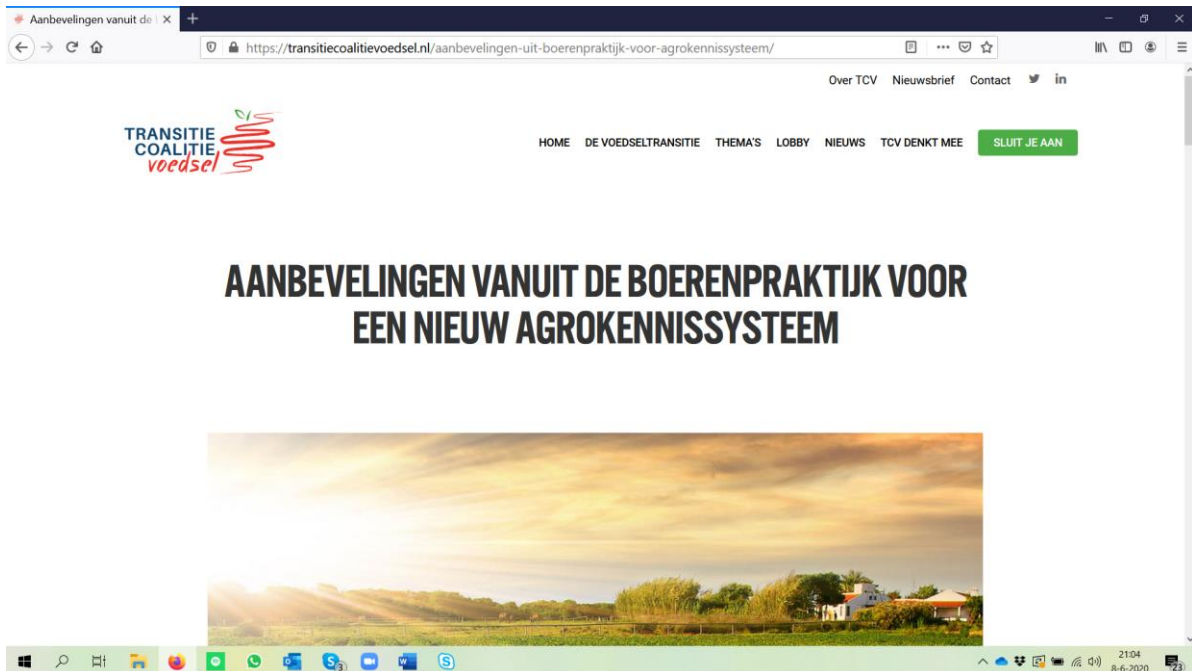 Aanbevelingen vanuit de
https://transitiecoalitievoedsel.nl/aanbevelingen-uit-boerenpraktijk-voor-agrokennissysteem/
Over TCV Nieuwsbrief Contact in
TRANSITIE
COALITIE
voedsel
HOME DE VOEDSELTRANSITIE THEMA'S LOBBY NIEUWS TCV DENKT MEE SLUIT JE AAN
AANBEVELINGEN VANUIT DE BOERENPRAKTIJK VOOR
EEN NIEUW AGROKENNISSYSTEEM
21:04
8-6-2020
23